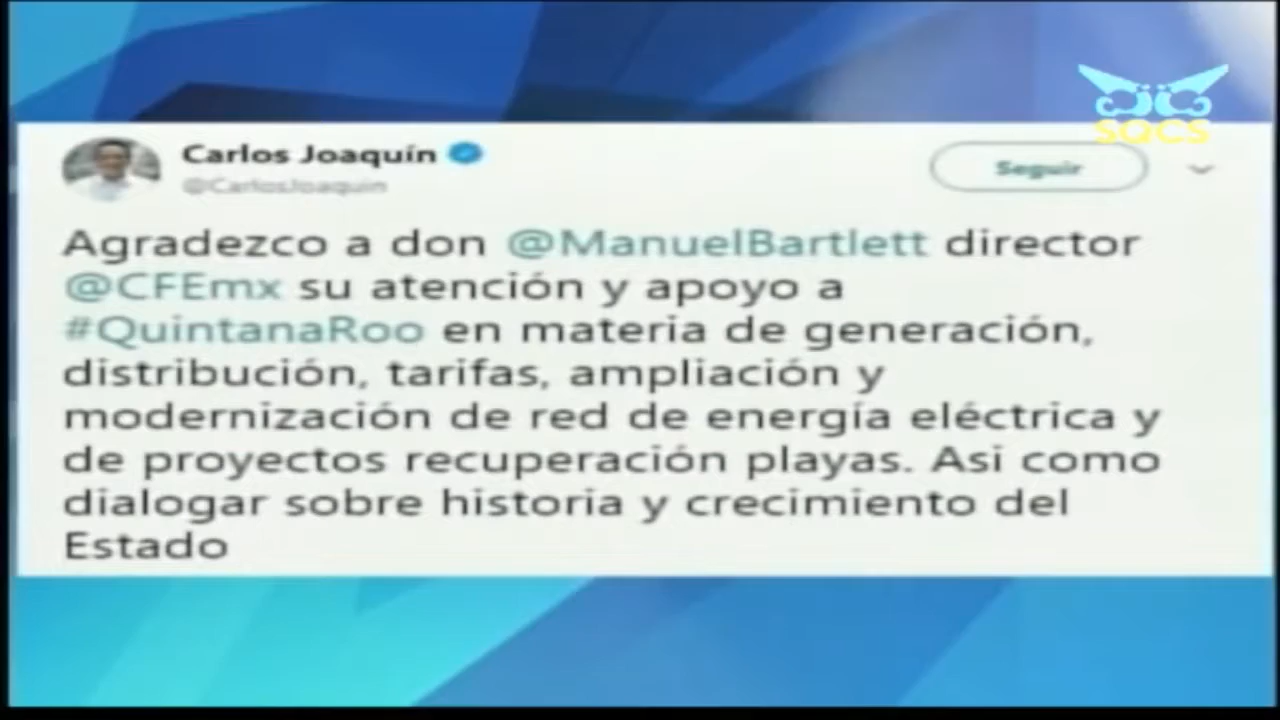 SQCS
Carlos Joaquín
@CarlosJoaquin
Seguir
Agradezco a don @ManuelBartlett director
@CFEmx su atención y apoyo a
#QuintanaRoo en materia de generación,
distribución, tarifas, ampliación y
modernización de red de energía eléctrica y
de proyectos recuperación playas. Asi como
dialogar sobre historia y crecimiento del
Estado